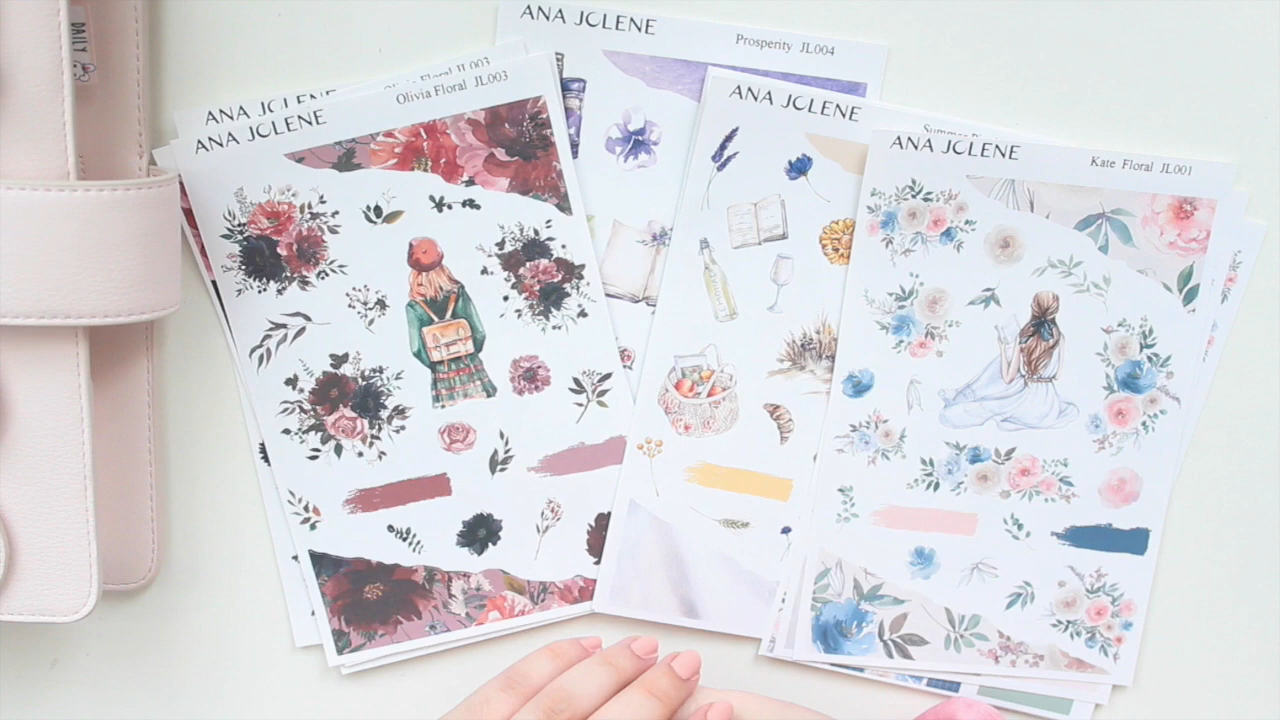 DAILY
ANA JOLENE
Prosperity JL004
ANA JOLENE
Olivia Floral JL003
ANA JOLENE
Olivia Floral JL003
ANA JOLENE
Summer
ANA JOLENE
Kate Floral JL001